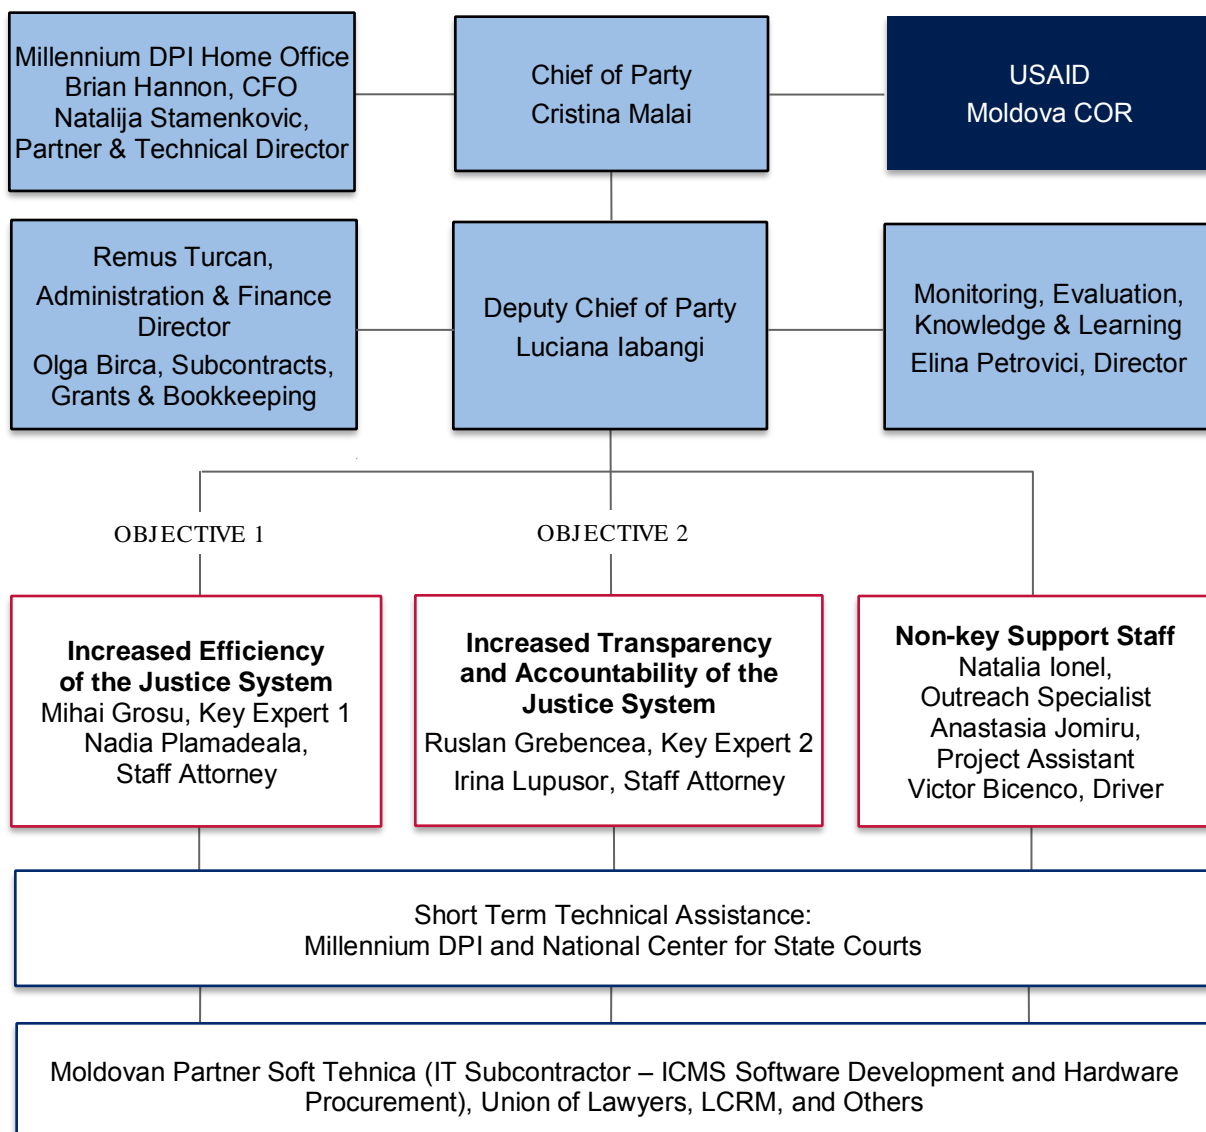 Millennium DPI Home Office
Brian Hannon, CFO
Natalija Stamenkovic,
Partner & Technical Director
Chief of Party
Cristina Malai
USAID
Moldova COR
Remus Turcan,
Administration & Finance
Director
Olga Birca, Subcontracts,
Grants & Bookkeeping
Deputy Chief of Party
Luciana Iabangi
Monitoring, Evaluation,
Knowledge & Learning
Elina Petrovici, Director
OBJECTIVE 1
OBJECTIVE 2
Increased Efficiency
of the Justice System
Mihai Grosu, Key Expert 1
Nadia Plamadeala,
Staff Attorney
Increased Transparency
and Accountability of the
Justice System
Ruslan Grebencea, Key Expert 2
Irina Lupusor, Staff Attorney
Non-key Support Staff
Natalia Ionel,
Outreach Specialist
Anastasia Jomiru,
Project Assistant
Victor Bicenco, Driver
Short Term Technical Assistance:
Millennium DPI and National Center for State Courts
Moldovan Partner Soft Tehnica (IT Subcontractor – ICMS Software Development and Hardware
Procurement), Union of Lawyers, LCRM, and Others